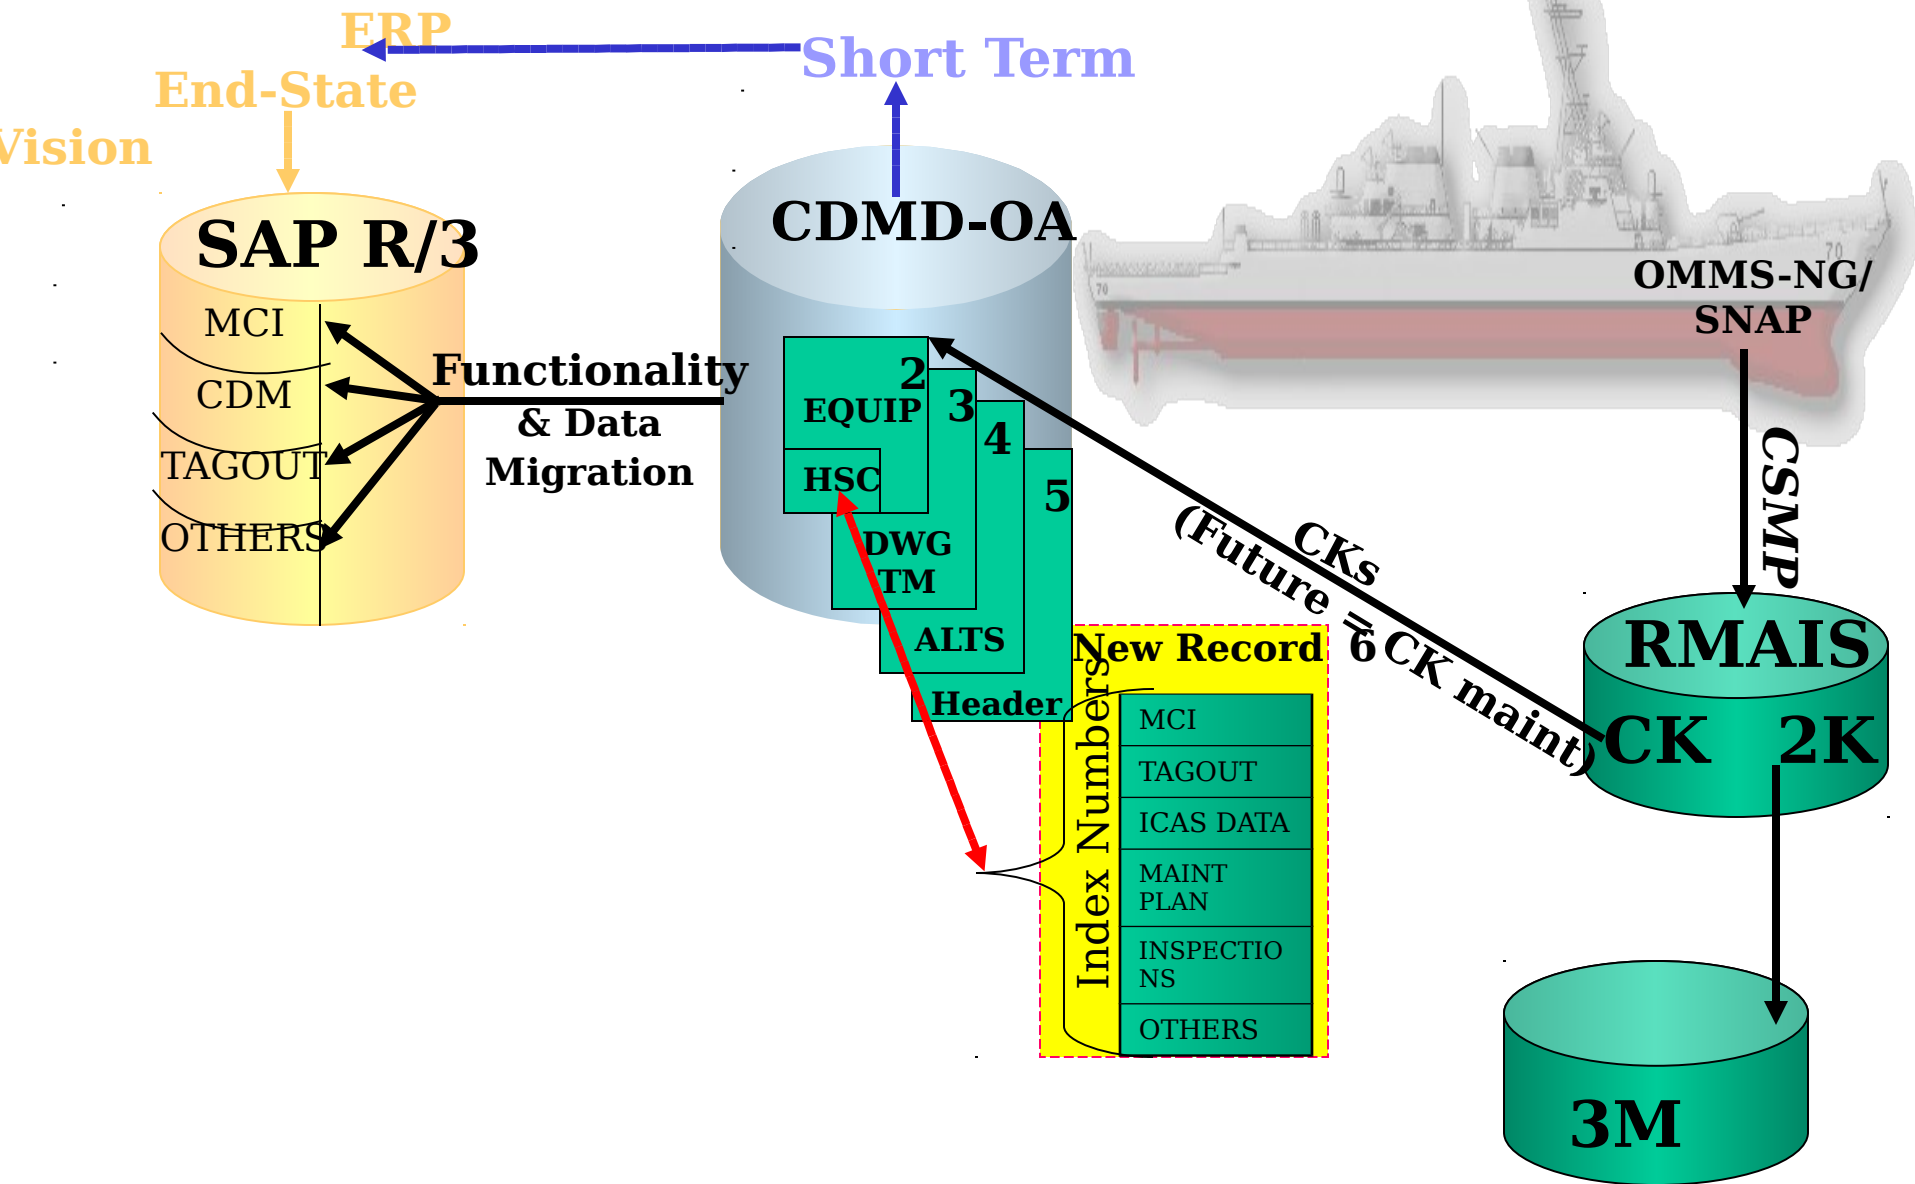 ERP
End-State
Vision
Short Term
SAP R/3
MCI
CDM
TAGOUT
OTHERS
Functionality
& Data
Migration
CDMD-OA
2
EQUIP
HSC
3
DWG
TM
4
ALTS
5
Header
New Record 6
Index Numbers
MCI
TAGOUT
ICAS DATA
MAINT
PLAN
INSPECTIO
NS
OTHERS
CKs
(Future = CK maint)
70
70
OMMS-NG/
SNAP
CSMP
RMAIS
CK 2K
3M